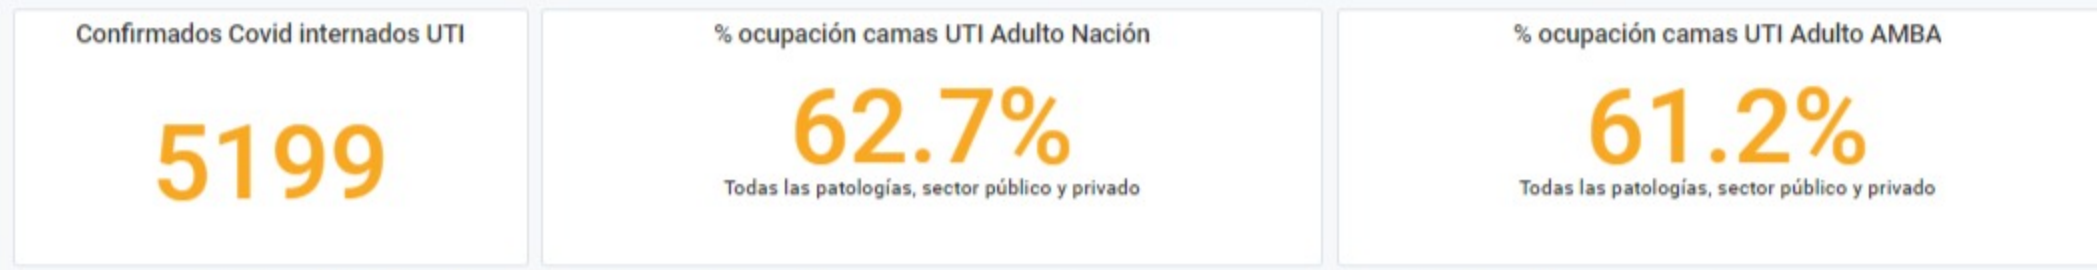 Confirmados Covid internados UTI
5199
% ocupación camas UTI Adulto Nación
62.7%
Todas las patologías, sector público y privado
% ocupación camas UTI Adulto AMBA
61.2%
Todas las patologías, sector público y privado